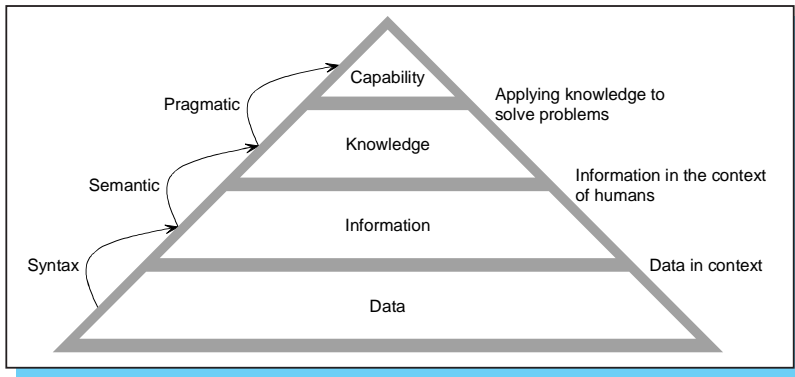 Capability
Pragmatic
Applying knowledge to
solve problems
Knowledge
Semantic
Information in the context
of humans
Information
Syntax
Data in context
Data